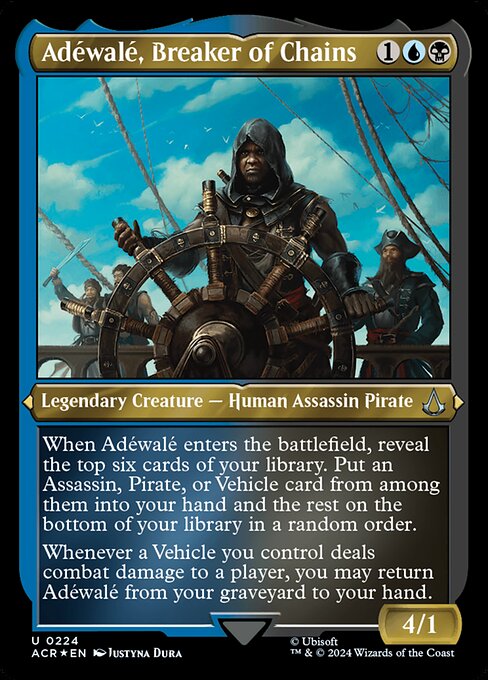 Adéwalé, Breaker of Chains 1
Legendary Creature — Human Assassin Pirate
When Adéwalé enters the battlefield, reveal
the top six cards of your library. Put an
Assassin, Pirate, or Vehicle card from among
them into your hand and the rest on the
bottom of your library in a random order.
Whenever a Vehicle you control deals
combat damage to a player, you may return
Adéwalé from your graveyard to your hand.
4/1
U 0224
ACR★EN Justyna Dura
© Ubisoft
™ & © 2024 Wizards of the Coast